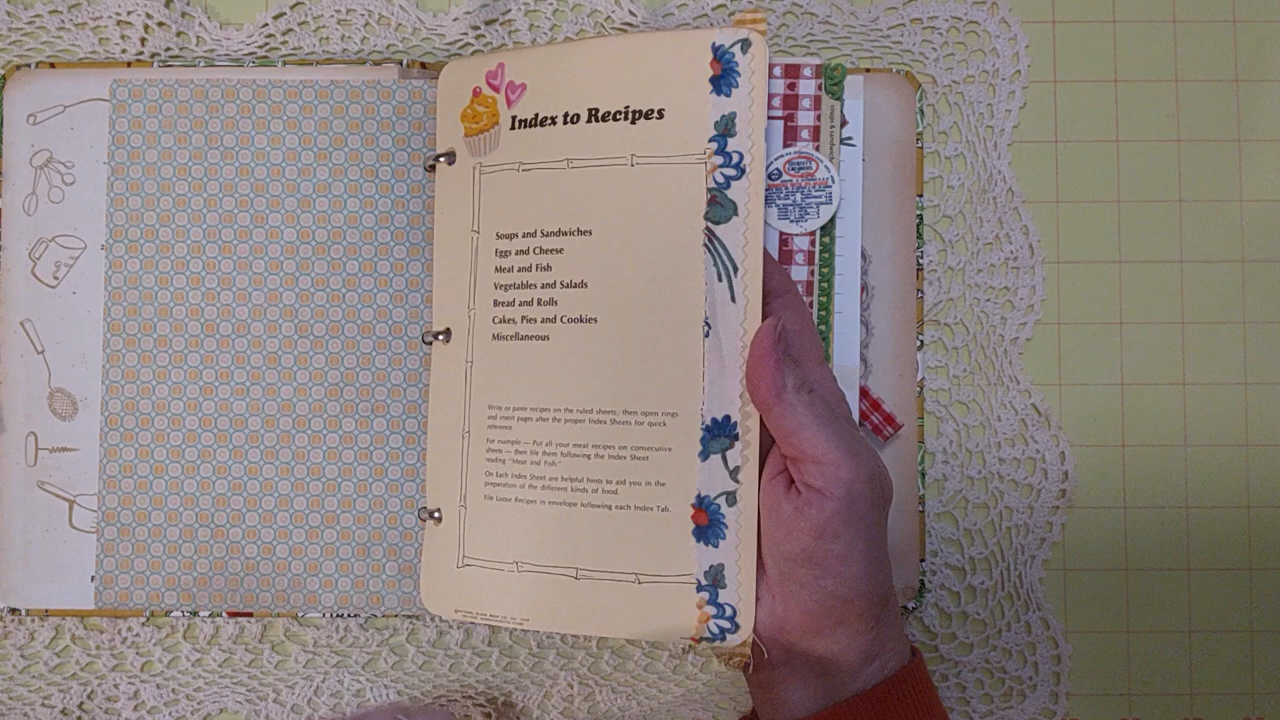 Index to Recipes
Soups and Sandwiches
Eggs and Cheese
Meat and Fish
Vegetables and Salads
Bread and Rolls
Cakes, Pies and Cookies
Miscellaneous
Write or paste recipes on the ruled sheets; then open rings
and insert pages after the proper Index Sheets for quick
reference.
For example — Put all your meat recipes on consecutive
sheets — then file them following the Index Sheet
reading "Meat and Fish."
On Each Index Sheet are helpful hints to aid you in the
preparation of the different kinds of food.
File Loose Recipes in envelope following each Index Tab.